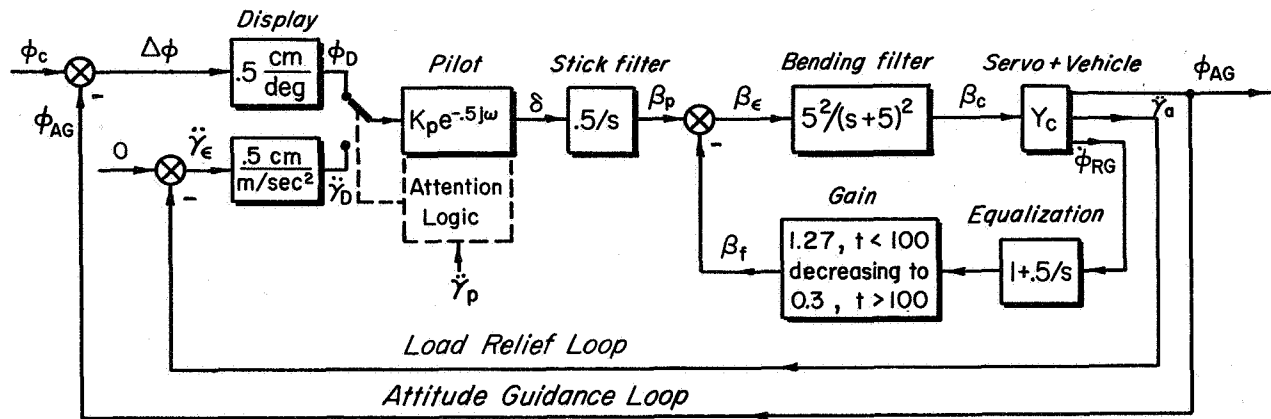 Display
ϕc
Δϕ
.5 cm/deg
ϕD
-
ϕAG
0
γ̈ε
.5 cm
m/sec²
γ̈D
-
Pilot
Kpe^-.5jω
Attention
Logic
γ̈p
δ
Stick filter
.5/s
βp
-
βε
Bending filter
5²/(s+5)²
βc
Servo + Vehicle
Yc
ϕAG
γ̈a
ϕ̇RG
Gain
1.27, t < 100
decreasing to
0.3, t > 100
βf
Equalization
1+.5/s
Load Relief Loop
Attitude Guidance Loop